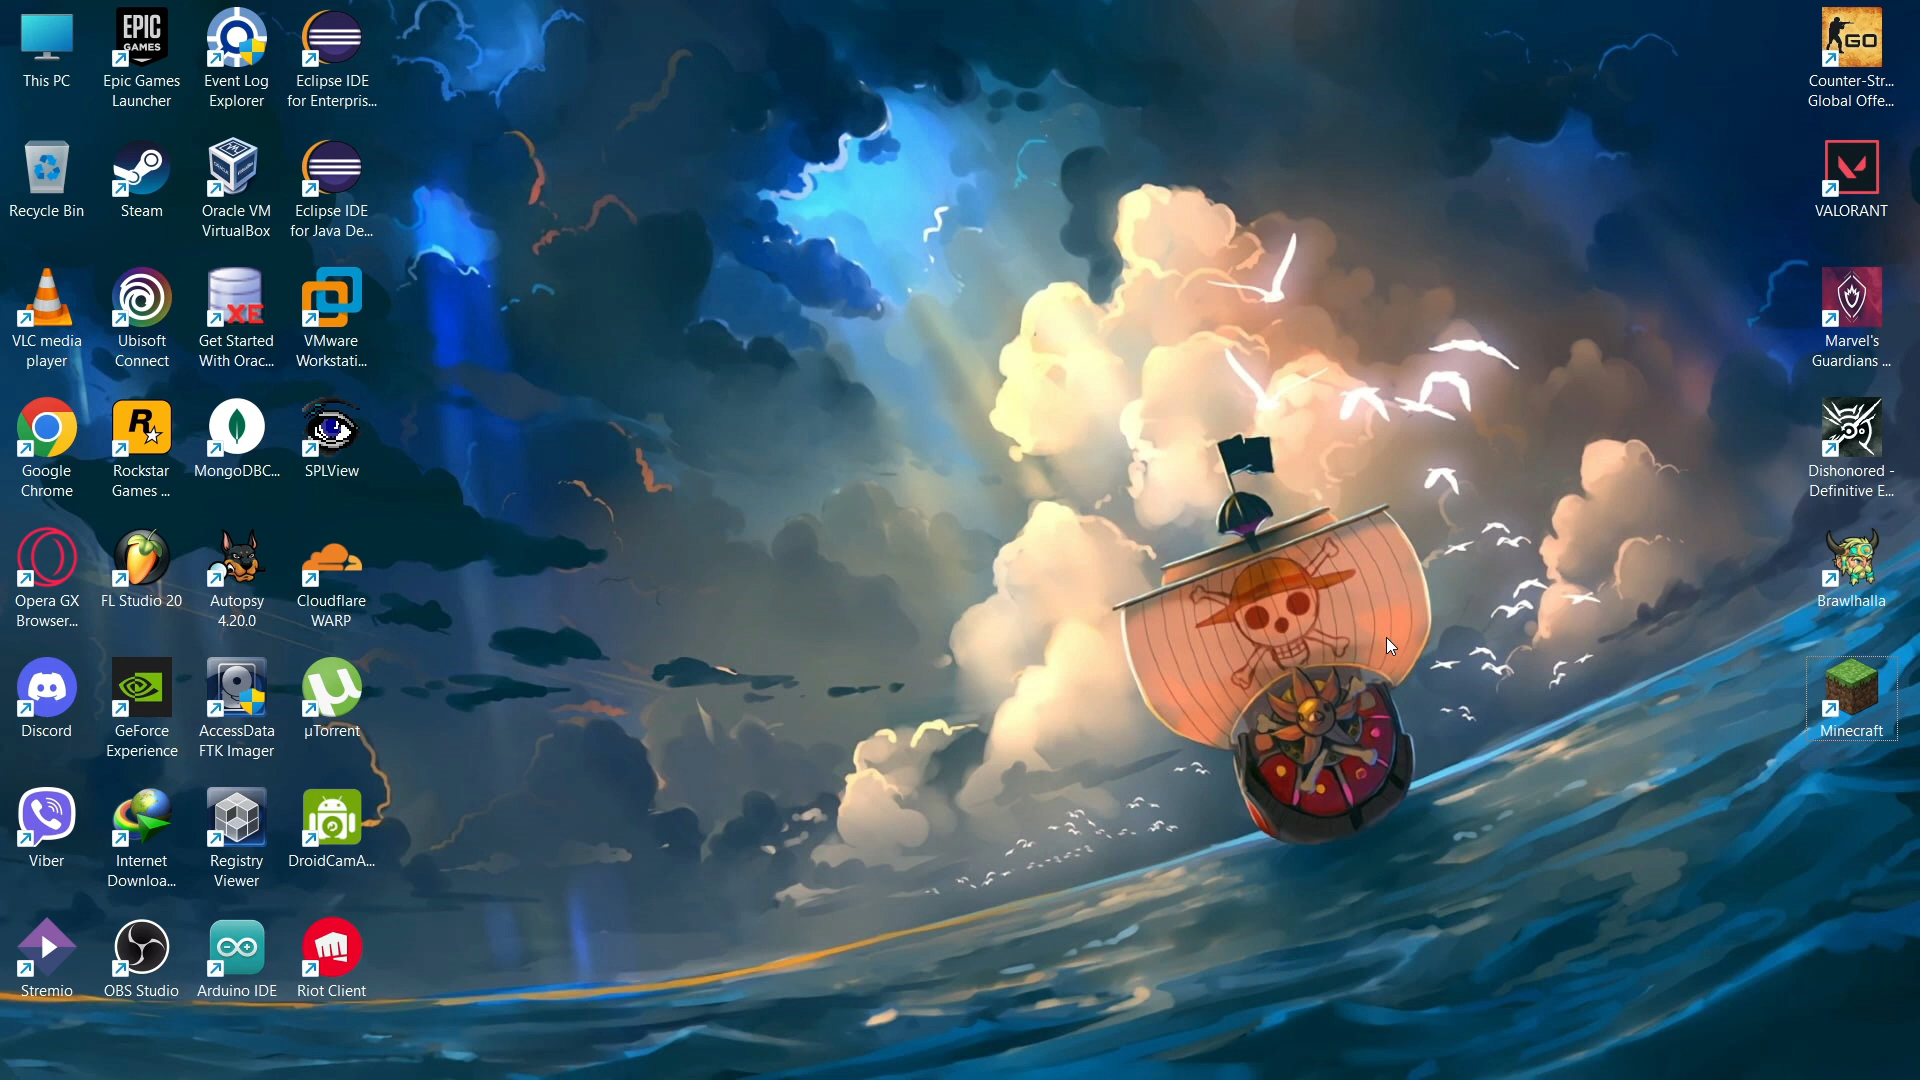 This PC
EPIC
GAMES
Epic Games
Launcher
Event Log
Explorer
Eclipse IDE
for Enterpris...
Recycle Bin
Steam
Oracle VM
VirtualBox
Eclipse IDE
for Java De...
VLC media
player
Ubisoft
Connect
XE
Get Started
With Orac...
VMware
Workstati...
Google
Chrome
R
Rockstar
Games ...
MongoDBC...
SPLView
Opera GX
Browser...
FL Studio 20
Autopsy
4.20.0
Cloudflare
WARP
Discord
GeForce
Experience
AccessData
FTK Imager
µ
µTorrent
Viber
Internet
Downloa...
Registry
Viewer
DroidCamA...
Stremio
OBS Studio
Arduino IDE
Riot Client
GO
Counter-Str...
Global Offe...
VALORANT
Marvel's
Guardians ...
Dishonored -
Definitive E...
Brawlhalla
Minecraft